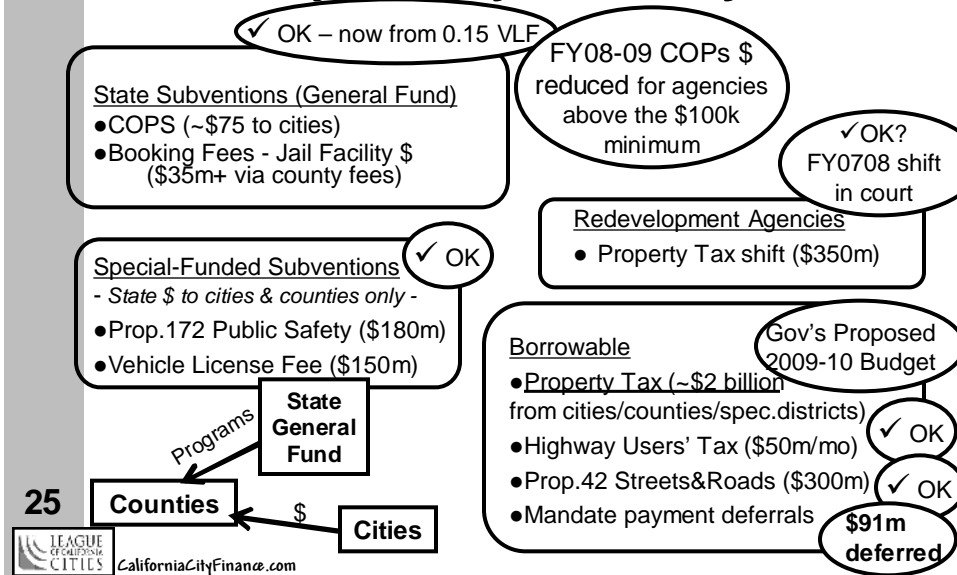 ✓ OK – now from 0.15 VLF
FY08-09 COPs $
reduced for agencies
above the $100k
minimum
State Subventions (General Fund)
●COPS (~$75 to cities)
●Booking Fees - Jail Facility $
($35m+ via county fees)
✓OK?
FY0708 shift
in court
Redevelopment Agencies
● Property Tax shift ($350m)
✓ OK
Special-Funded Subventions
- State $ to cities & counties only -
●Prop.172 Public Safety ($180m)
●Vehicle License Fee ($150m)
Gov's Proposed
2009-10 Budget
Borrowable
●Property Tax (~$2 billion
from cities/counties/spec.districts)
●Highway Users' Tax ($50m/mo)
✓ OK
●Prop.42 Streets&Roads ($300m)
✓ OK
●Mandate payment deferrals
$91m
deferred
State
General
Fund
Programs
Counties
$
Cities
25
LEAGUE
OF CALIFORNIA
CITIES
CaliforniaCityFinance.com